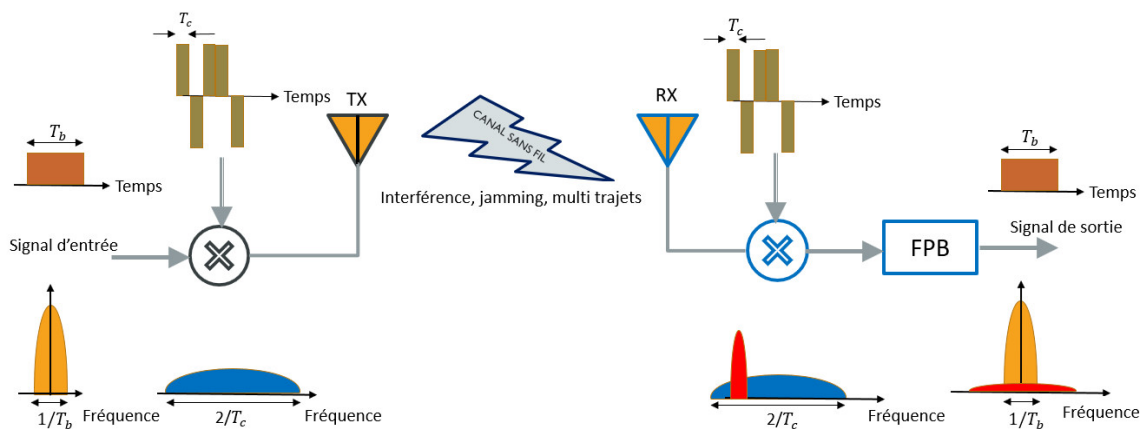 T_c
Temps
TX
CANAL SANS FIL
RX
T_c
Temps
T_b
Temps
Interférence, jamming, multi trajets
T_b
Temps
Signal d'entrée
FPB
Signal de sortie
1/T_b
Fréquence
2/T_c
Fréquence
2/T_c
Fréquence
1/T_b
Fréquence